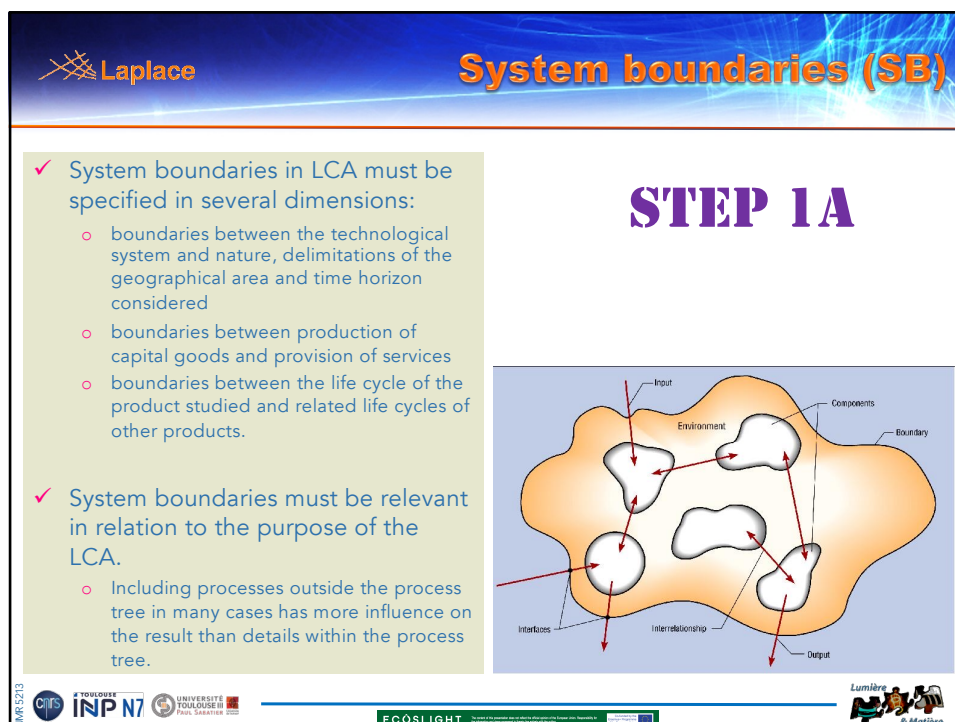 Laplace
System boundaries (SB)
System boundaries in LCA must be
specified in several dimensions:
boundaries between the technological
system and nature, delimitations of the
geographical area and time horizon
considered
boundaries between production of
capital goods and provision of services
boundaries between the life cycle of the
product studied and related life cycles of
other products.
System boundaries must be relevant
in relation to the purpose of the
LCA.
Including processes outside the process
tree in many cases has more influence on
the result than details within the process
tree.
STEP 1A
Input
Components
Environment
Boundary
Interfaces
Interrelationship
Output
UMR 5213
cnrs
TOULOUSE
INP N7
UNIVERSITÉ
TOULOUSE III
PAUL SABATIER
ECÓSLIGHT
Lumière
& Matière